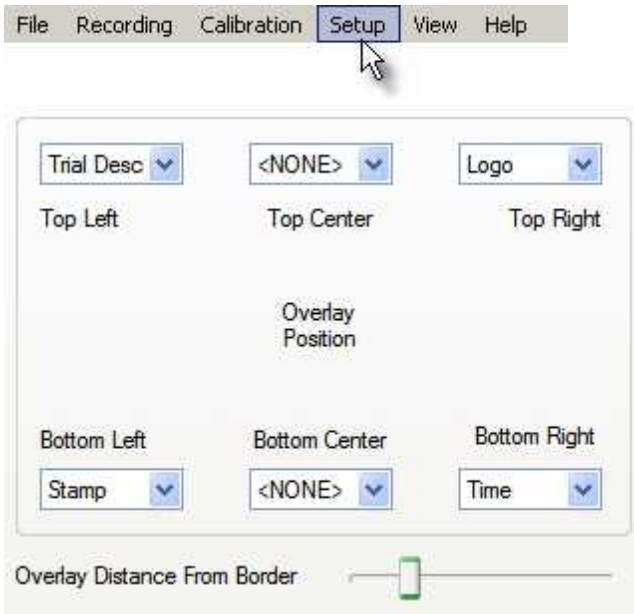 File Recording Calibration Setup View Help
Trial Desc <NONE> Logo
Top Left Top Center Top Right
Overlay
Position
Bottom Left Bottom Center Bottom Right
Stamp <NONE> Time
Overlay Distance From Border